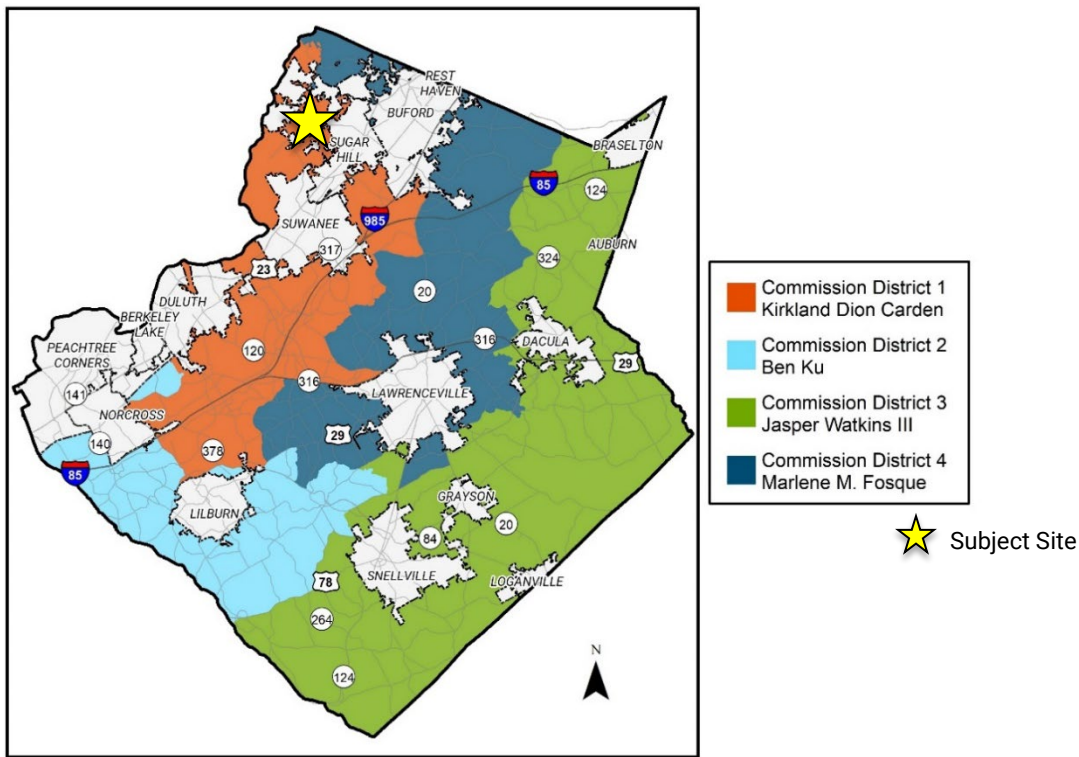 REST
HAVEN
BUFORD
SUGAR
HILL
BRASELTON
85
124
SUWANEE
985
317
AUBURN
23
324
20
DULUTH
BERKELEY
LAKE
PEACHTREE
CORNERS
120
316
DACULA
29
141
316
LAWRENCEVILLE
NORCROSS
29
140
378
85
LILBURN
GRAYSON
20
84
SNELLVILLE
LOGANVILLE
78
264
124
N
Commission District 1
Kirkland Dion Carden
Commission District 2
Ben Ku
Commission District 3
Jasper Watkins III
Commission District 4
Marlene M. Fosque
Subject Site